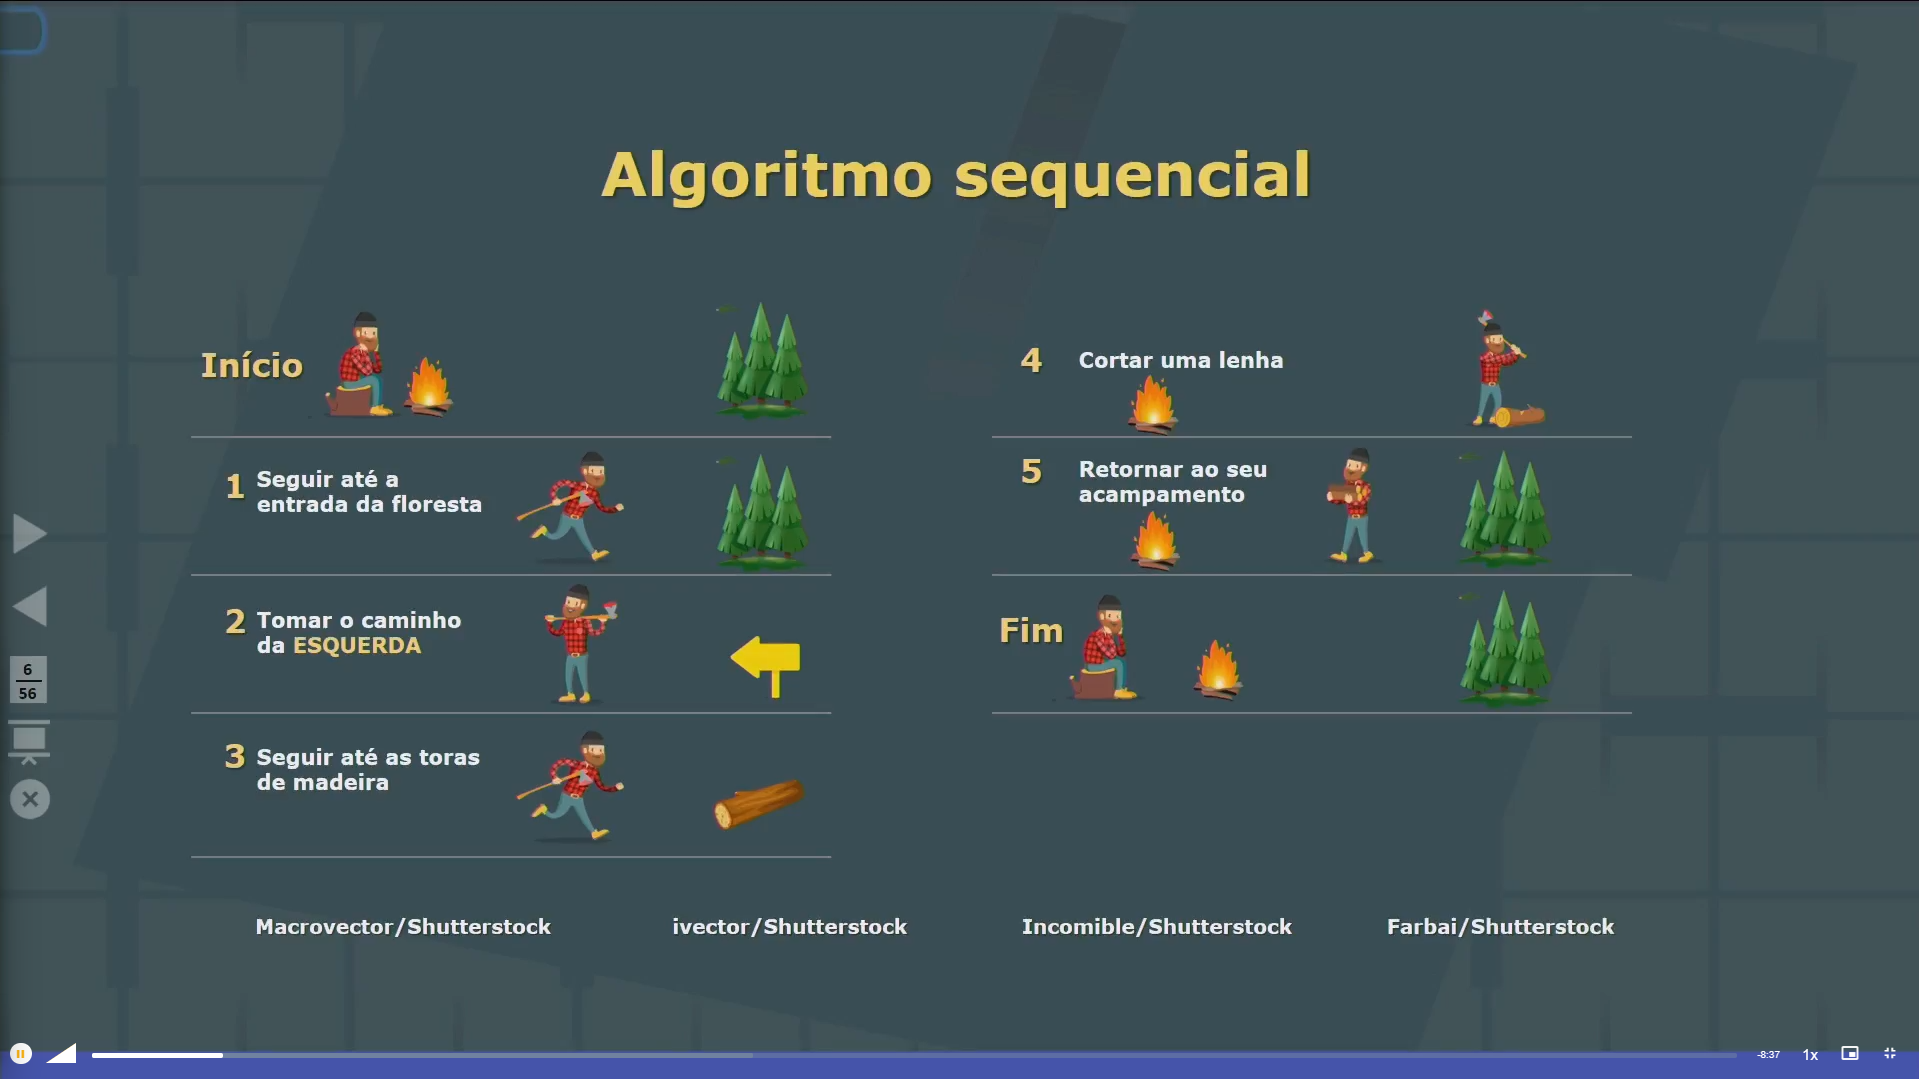 Algoritmo sequencial
Início
1 Seguir até a
entrada da floresta
2 Tomar o caminho
da ESQUERDA
3 Seguir até as toras
de madeira
4 Cortar uma lenha
5 Retornar ao seu
acampamento
Fim
Macrovector/Shutterstock ivector/Shutterstock Incomible/Shutterstock Farbai/Shutterstock
6
56
-8:37 1x